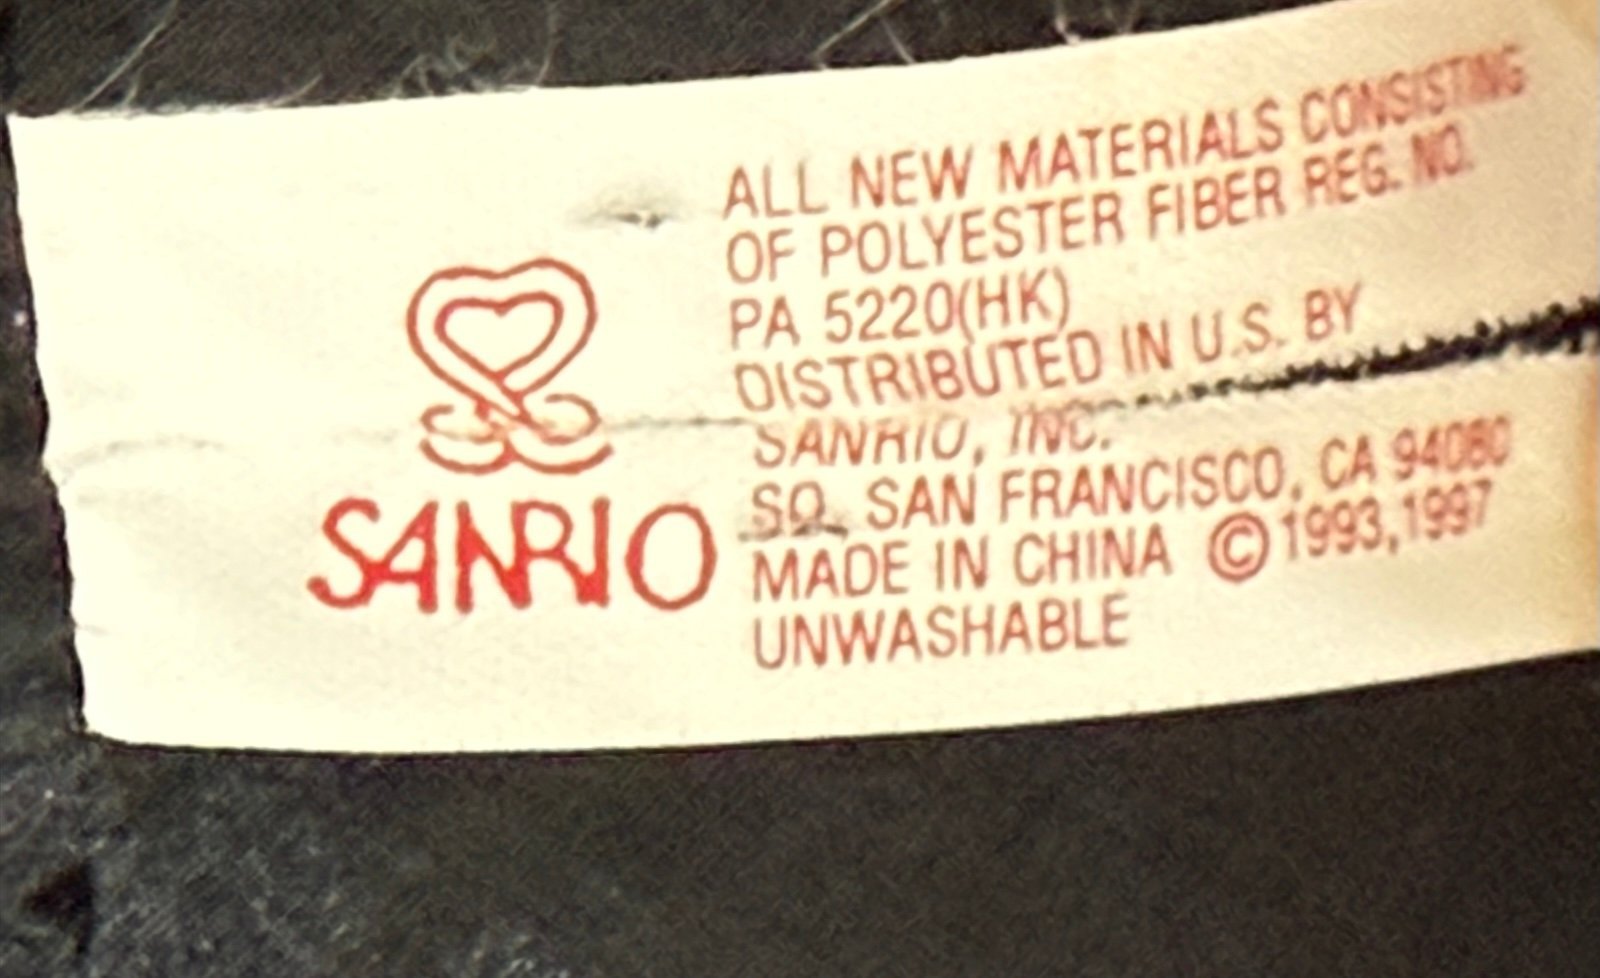 SANRIO
ALL NEW MATERIALS CONSISTING
OF POLYESTER FIBER REG. NO.
PA 5220(HK)
DISTRIBUTED IN U.S. BY
SANRIO, INC.
SO. SAN FRANCISCO, CA 94080
MADE IN CHINA © 1993,1997
UNWASHABLE